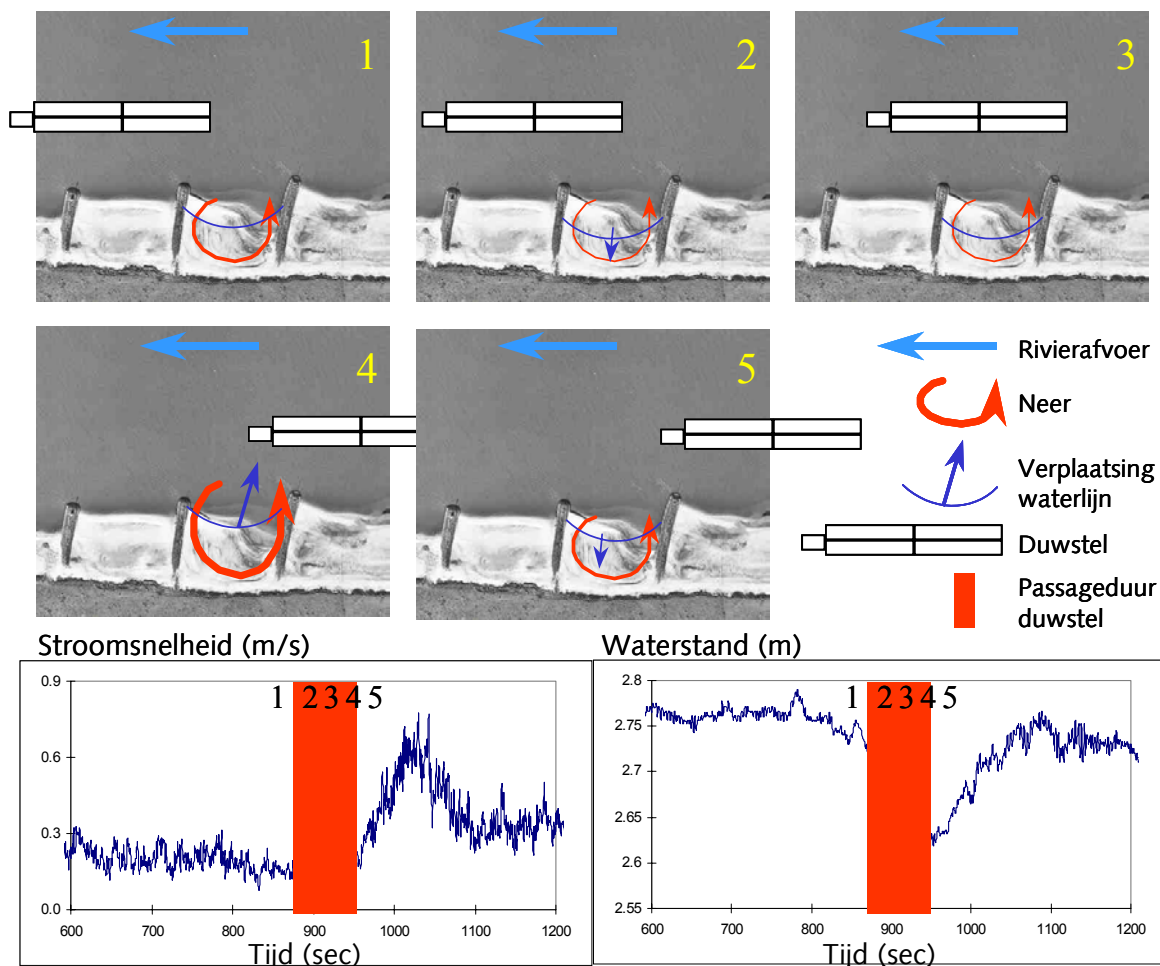 1
2
3
4
5
Rivierafvoer
Neer
Verplaatsing
waterlijn
Duwstel
Passageduur
duwstel
Stroomsnelheid (m/s)
0.9
0.6
0.3
0.0
1 2 3 4 5
600 700 800 900 1000 1100 1200
Tijd (sec)
Waterstand (m)
2.8
2.75
2.7
2.65
2.6
2.55
1 2 3 4 5
600 700 800 900 1000 1100 1200
Tijd (sec)